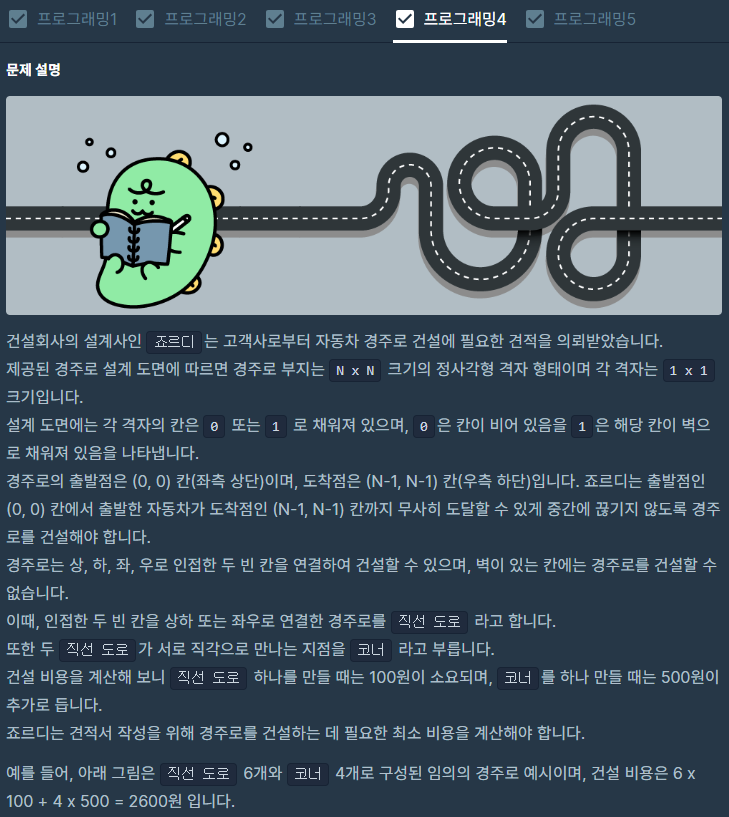 프로그래밍1 프로그래밍2 프로그래밍3 프로그래밍4 프로그래밍5
문제 설명
건설회사의 설계사인 죠르디 는 고객사로부터 자동차 경주로 건설에 필요한 견적을 의뢰받았습니다.
제공된 경주로 설계 도면에 따르면 경주로 부지는 N x N 크기의 정사각형 격자 형태이며 각 격자는 1 x 1
크기입니다.
설계 도면에는 각 격자의 칸은 0 또는 1 로 채워져 있으며, 0 은 칸이 비어 있음을 1 은 해당 칸이 벽으
로 채워져 있음을 나타냅니다.
경주로의 출발점은 (0, 0) 칸(좌측 상단)이며, 도착점은 (N-1, N-1) 칸(우측 하단)입니다. 죠르디는 출발점인
(0, 0) 칸에서 출발한 자동차가 도착점인 (N-1, N-1) 칸까지 무사히 도달할 수 있게 중간에 끊기지 않도록 경주
로를 건설해야 합니다.
경주로는 상, 하, 좌, 우로 인접한 두 빈 칸을 연결하여 건설할 수 있으며, 벽이 있는 칸에는 경주로를 건설할 수
없습니다.
이때, 인접한 두 빈 칸을 상하 또는 좌우로 연결한 경주로를 직선 도로 라고 합니다.
또한 두 직선 도로 가 서로 직각으로 만나는 지점을 코너 라고 부릅니다.
건설 비용을 계산해 보니 직선 도로 하나를 만들 때는 100원이 소요되며, 코너 를 하나 만들 때는 500원이
추가로 듭니다.
죠르디는 견적서 작성을 위해 경주로를 건설하는 데 필요한 최소 비용을 계산해야 합니다.
예를 들어, 아래 그림은 직선 도로 6개와 코너 4개로 구성된 임의의 경주로 예시이며, 건설 비용은 6 x
100 + 4 x 500 = 2600원 입니다.